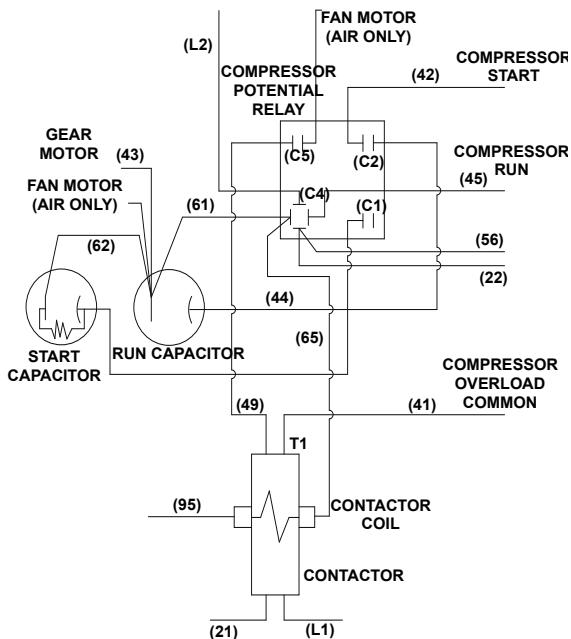 FAN MOTOR
(AIR ONLY)
(L2)
COMPRESSOR
POTENTIAL
RELAY
(42)
COMPRESSOR
START
GEAR
MOTOR
(43)
(C5)
(C2)
COMPRESSOR
RUN
FAN MOTOR
(AIR ONLY)
(61)
(C4)
(45)
(C1)
(62)
(56)
(22)
(44)
(65)
START
CAPACITOR
RUN CAPACITOR
COMPRESSOR
OVERLOAD
COMMON
(49)
(41)
T1
(95)
CONTACTOR
COIL
CONTACTOR
(21)
(L1)